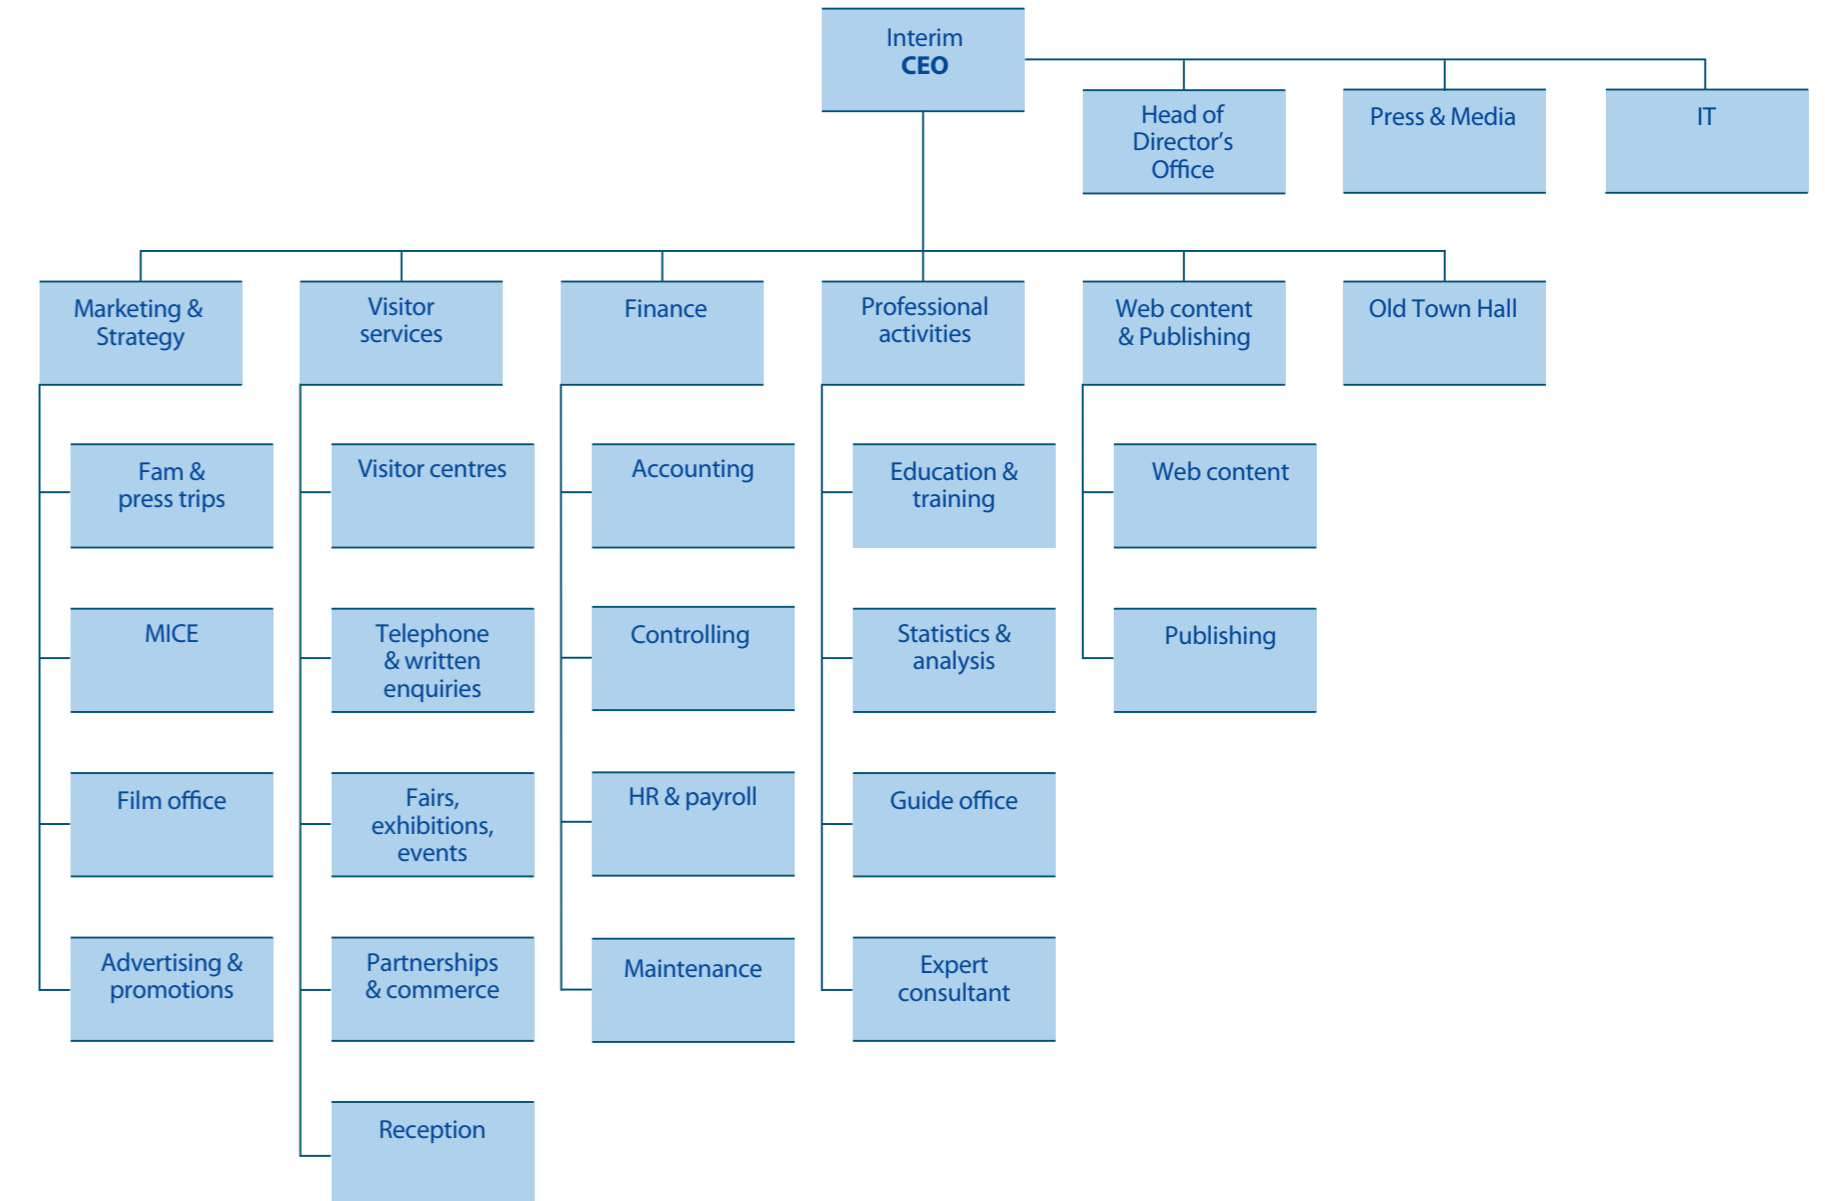 Interim
CEO
Head of
Director’s
Office
Press & Media
IT
Marketing &
Strategy
Visitor
services
Finance
Professional
activities
Web content
& Publishing
Old Town Hall
Fam &
press trips
Visitor centres
Accounting
Education &
training
Web content
MICE
Telephone
& written
enquiries
Controlling
Statistics &
analysis
Publishing
Film office
Fairs,
exhibitions,
events
HR & payroll
Guide office
Advertising &
promotions
Partnerships
& commerce
Maintenance
Expert
consultant
Reception